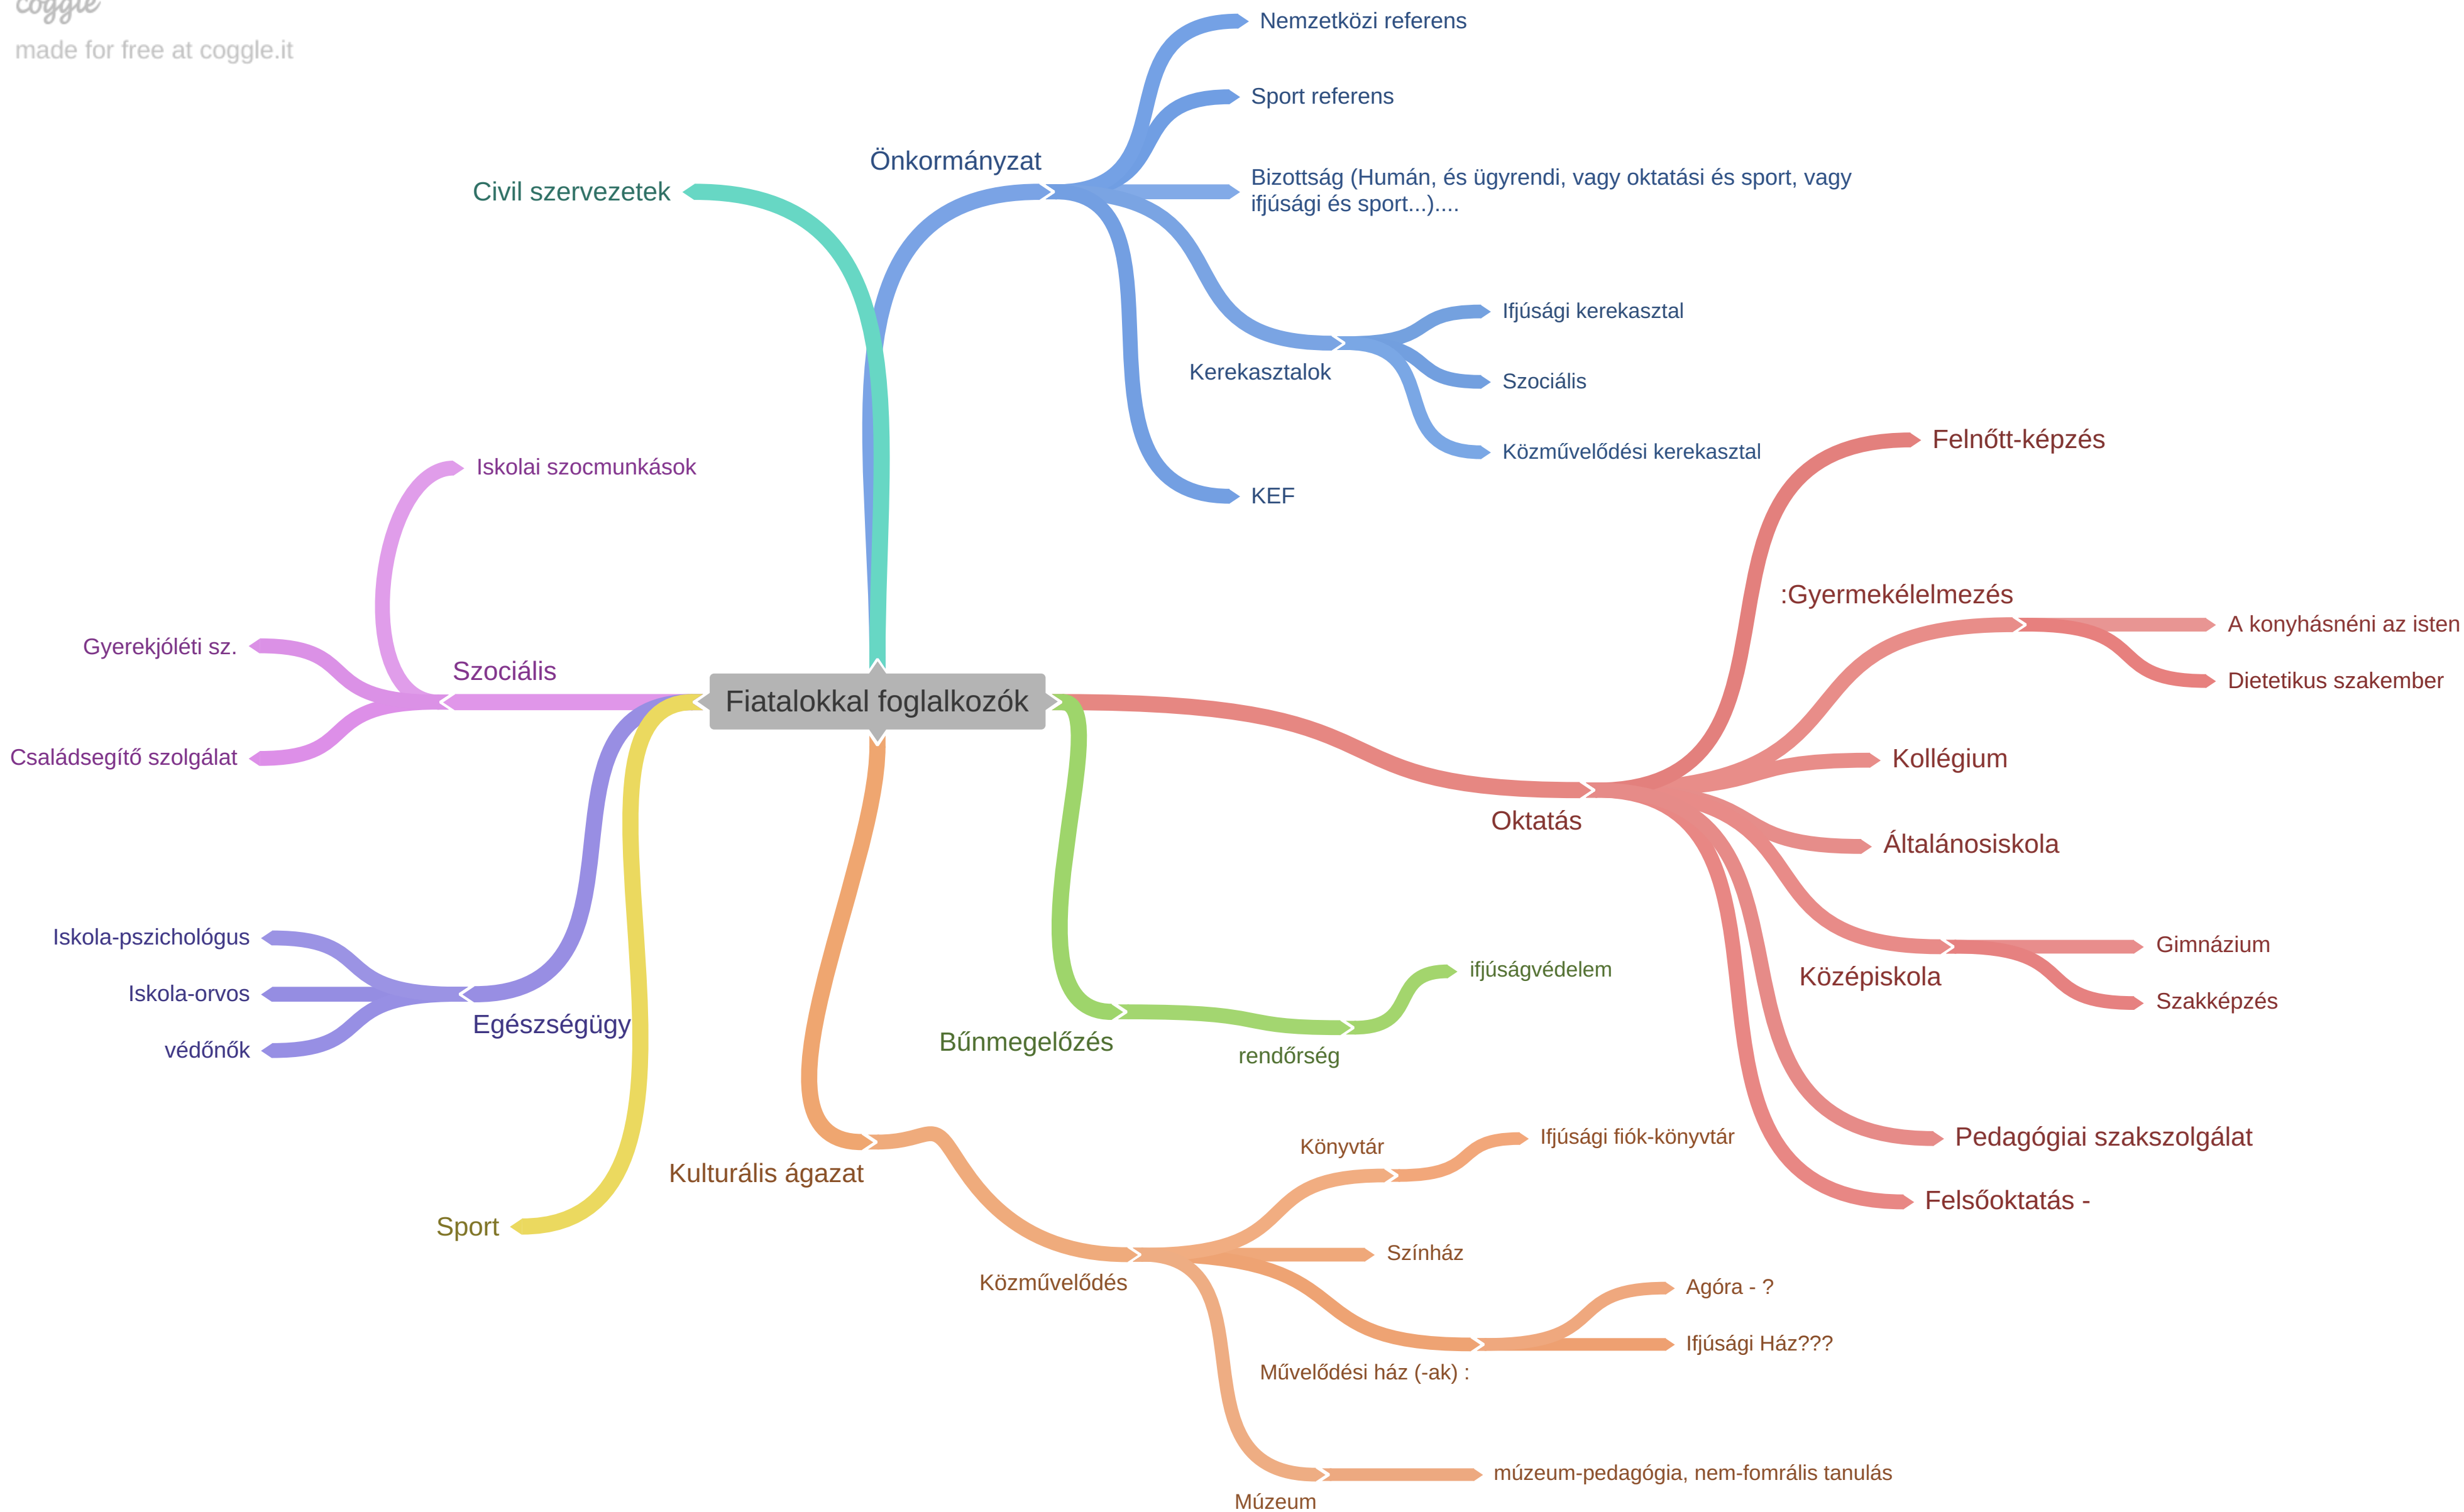 coggle
made for free at coggle.it
Nemzetközi referens
Sport referens
Önkormányzat
Bizottság (Humán, és ügyrendi, vagy oktatási és sport, vagy
ifjúsági és sport...)....
Civil szervezetek
Ifjúsági kerekasztal
Kerekasztalok
Szociális
Közművelődési kerekasztal
KEF
Iskolai szocmunkások
Gyerekjóléti sz.
Szociális
Családsegítő szolgálat
Fiatalokkal foglalkozók
Felnőtt-képzés
:Gyermekélelmezés
A konyhásnéni az isten
Dietetikus szakember
Kollégium
Oktatás
Általánosiskola
Középiskola
Gimnázium
Szakképzés
Pedagógiai szakszolgálat
Felsőoktatás -
Iskola-pszichológus
Iskola-orvos
védőnők
Egészségügy
ifjúságvédelem
Bűnmegelőzés
rendőrség
Kulturális ágazat
Sport
Könyvtár
Ifjúsági fiók-könyvtár
Színház
Közművelődés
Agóra - ?
Ifjúsági Ház???
Művelődési ház (-ak) :
múzeum-pedagógia, nem-fomrális tanulás
Múzeum